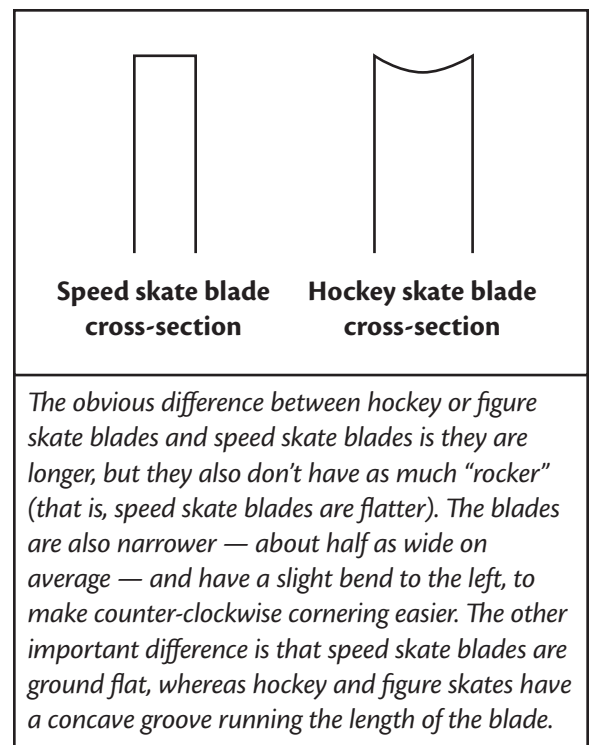 Speed skate blade
cross-section
Hockey skate blade
cross-section
The obvious difference between hockey or figure
skate blades and speed skate blades is they are
longer, but they also don’t have as much “rocker”
(that is, speed skate blades are flatter). The blades
are also narrower — about half as wide on
average — and have a slight bend to the left, to
make counter-clockwise cornering easier. The other
important difference is that speed skate blades are
ground flat, whereas hockey and figure skates have
a concave groove running the length of the blade.